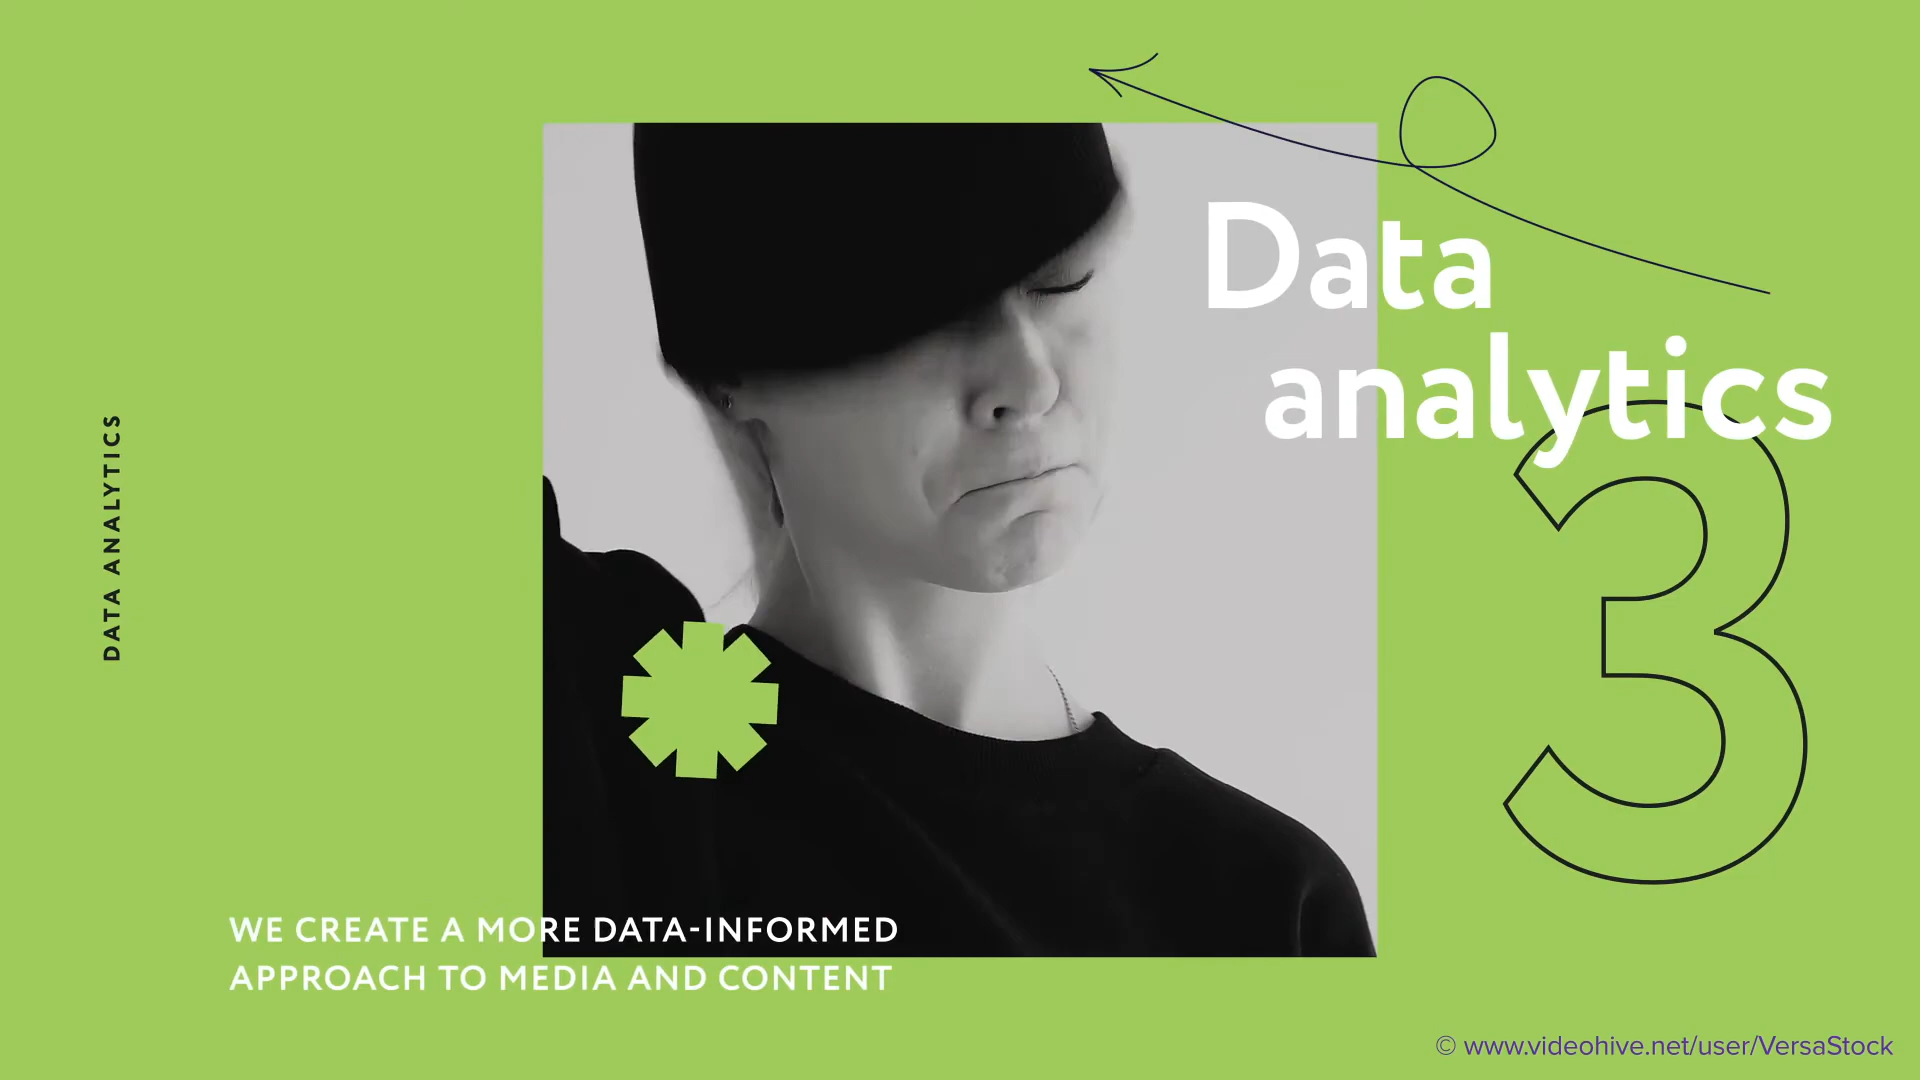 Data
analytics
3
DATA ANALYTICS
WE CREATE A MORE DATA-INFORMED
APPROACH TO MEDIA AND CONTENT
© www.videohive.net/user/VersaStock